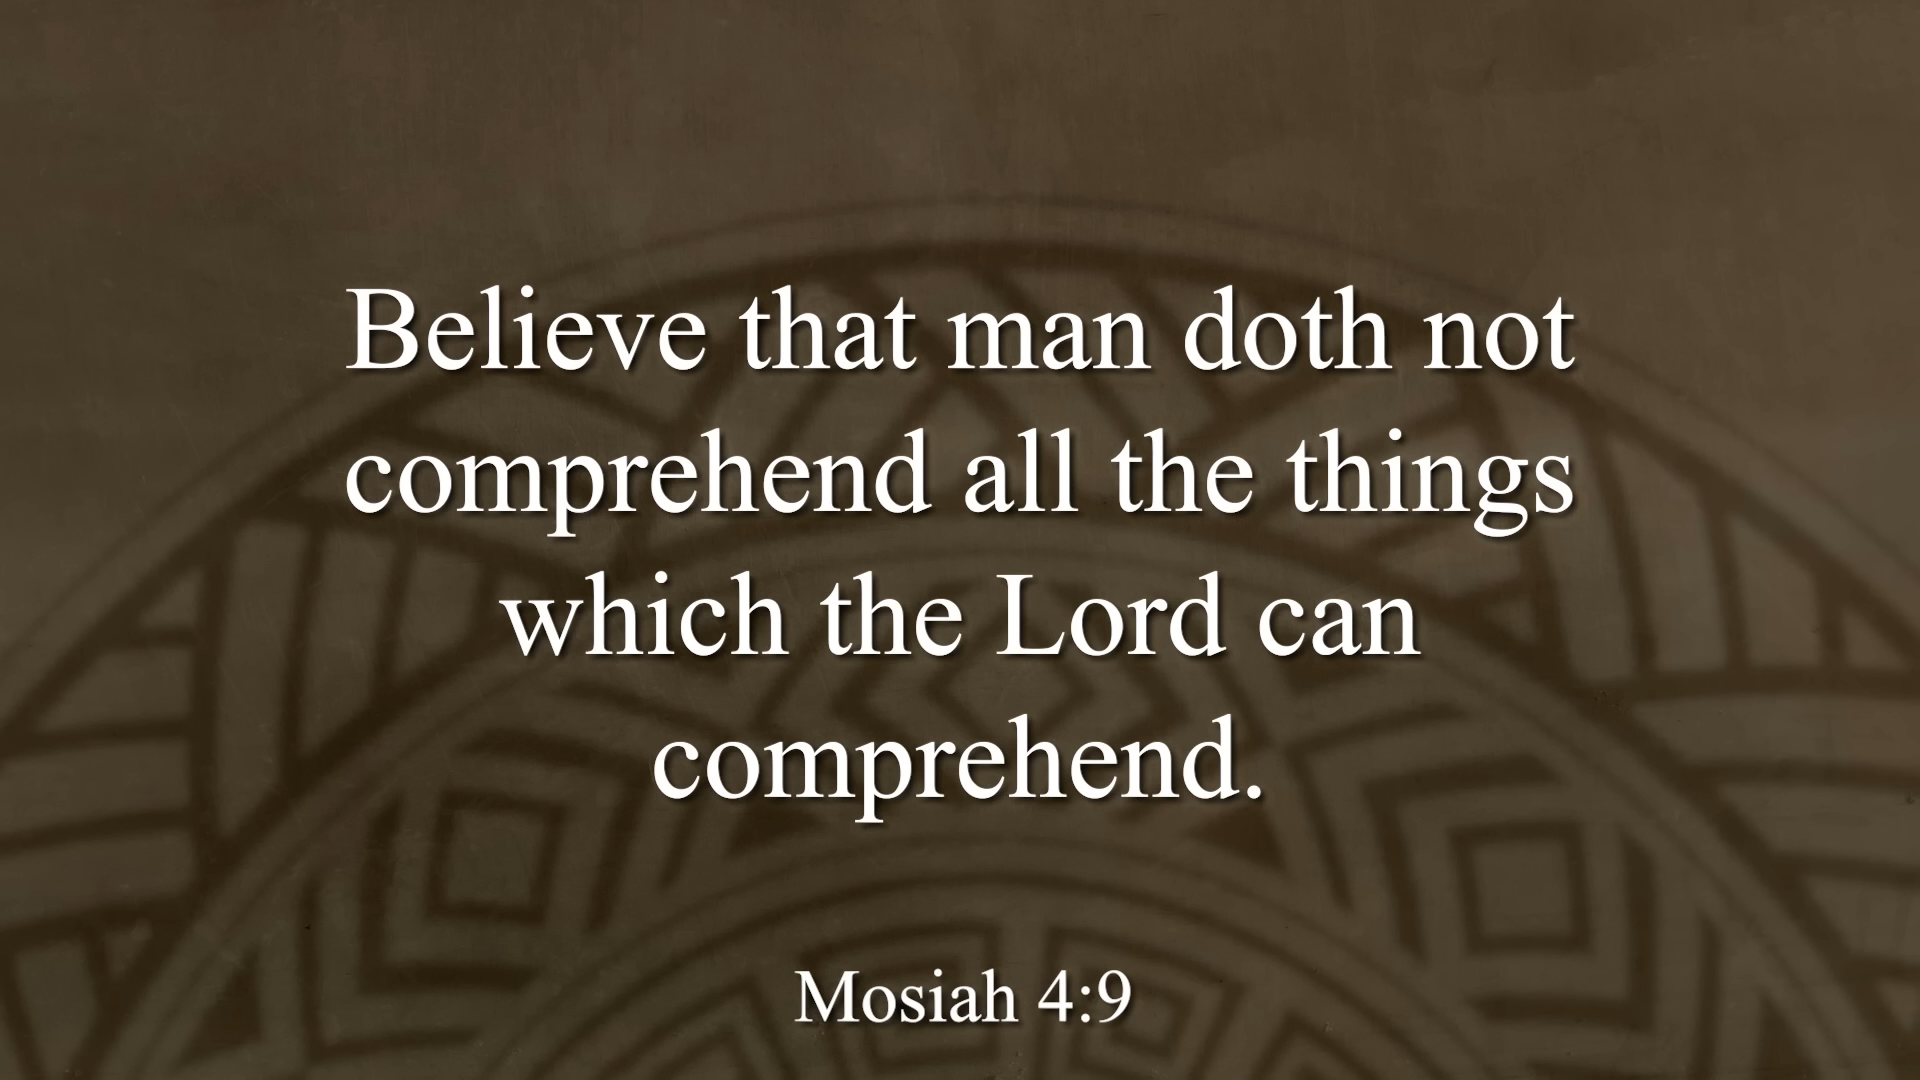 Believe that man doth not
comprehend all the things
which the Lord can
comprehend.
Mosiah 4:9